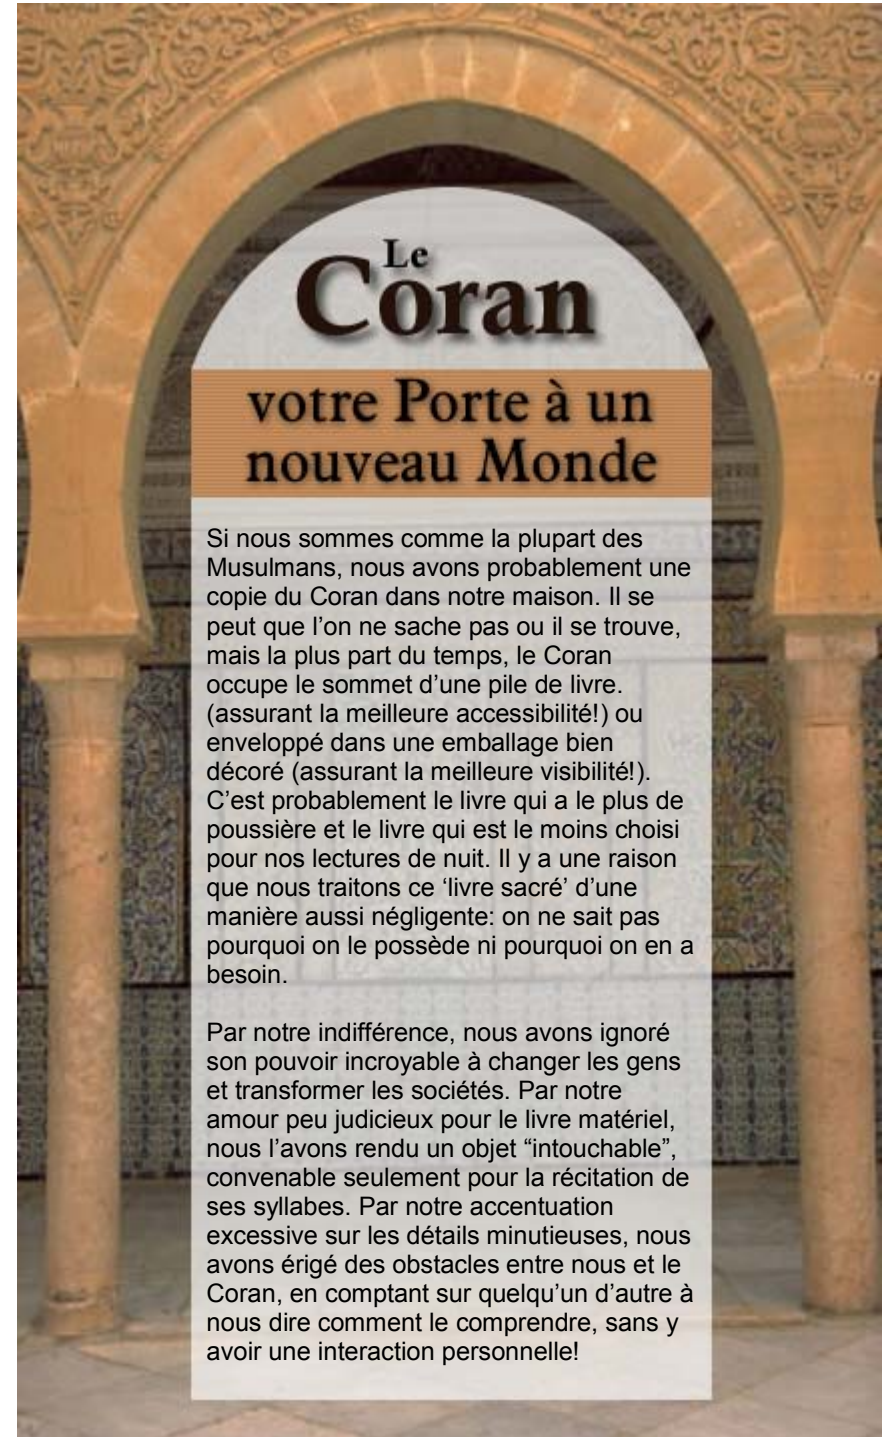 Le
Coran
votre Porte à un
nouveau Monde
Si nous sommes comme la plupart des
Musulmans, nous avons probablement une
copie du Coran dans notre maison. Il se
peut que l’on ne sache pas ou il se trouve,
mais la plus part du temps, le Coran
occupe le sommet d’une pile de livre.
(assurant la meilleure accessibilité!) ou
enveloppé dans une emballage bien
décoré (assurant la meilleure visibilité!).
C’est probablement le livre qui a le plus de
poussière et le livre qui est le moins choisi
pour nos lectures de nuit. Il y a une raison
que nous traitons ce ‘livre sacré’ d’une
manière aussi négligente: on ne sait pas
pourquoi on le possède ni pourquoi on en a
besoin.
Par notre indifférence, nous avons ignoré
son pouvoir incroyable à changer les gens
et transformer les sociétés. Par notre
amour peu judicieux pour le livre matériel,
nous l’avons rendu un objet “intouchable”,
convenable seulement pour la récitation de
ses syllabes. Par notre accentuation
excessive sur les détails minutieuses, nous
avons érigé des obstacles entre nous et le
Coran, en comptant sur quelqu’un d’autre à
nous dire comment le comprendre, sans y
avoir une interaction personnelle!